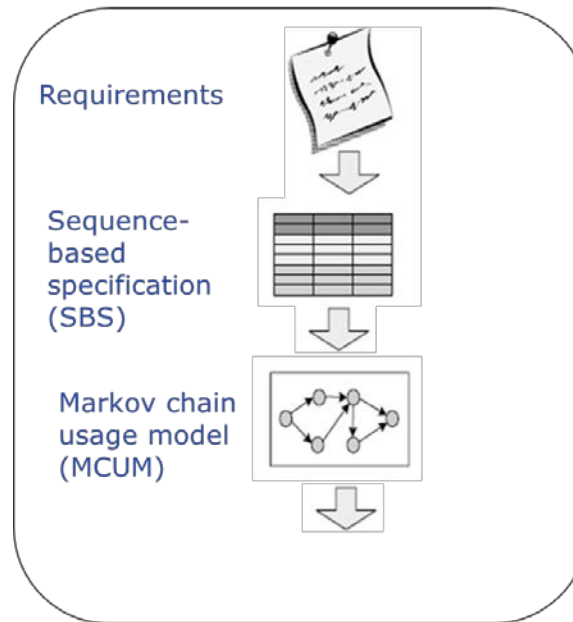 Requirements
Sequence-
based
specification
(SBS)
Markov chain
usage model
(MCUM)